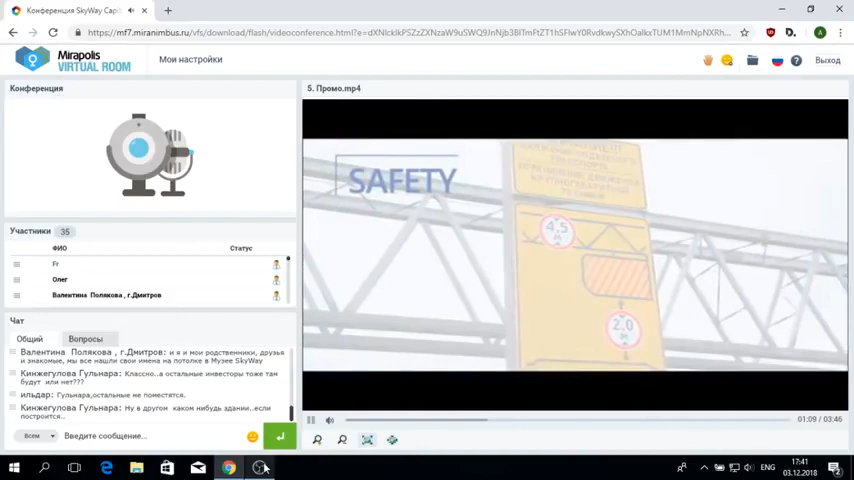 Конференция SkyWay Capi
https://mf7.miranimbus.ru/vfs/download/flash/videoconference.html?e=
Mirapolis
VIRTUAL ROOM
Мои настройки
Выход
Конференция
5. Промо.mp4
SAFETY
4.5
М
2.0
М
Участники 35
ФИО Статус
Fr
Олег
Валентина Полякова , г.Дмитров
Чат
Общий Вопросы
Валентина Полякова , г.Дмитров: и я и мои родственники, друзья
и знакомые, мы все нашли свои имена на потолке в Музее SkyWay
Кинжегулова Гульнара: Классно..а остальные инвесторы тоже там
будут или нет???
ильдар: Гульнара,остальные не поместятся.
Кинжегулова Гульнара: Ну в другом каком нибудь здании..если
построится..
Всем
Введите сообщение...
01:09 / 03:46
ENG
17:41
03.12.2018
2